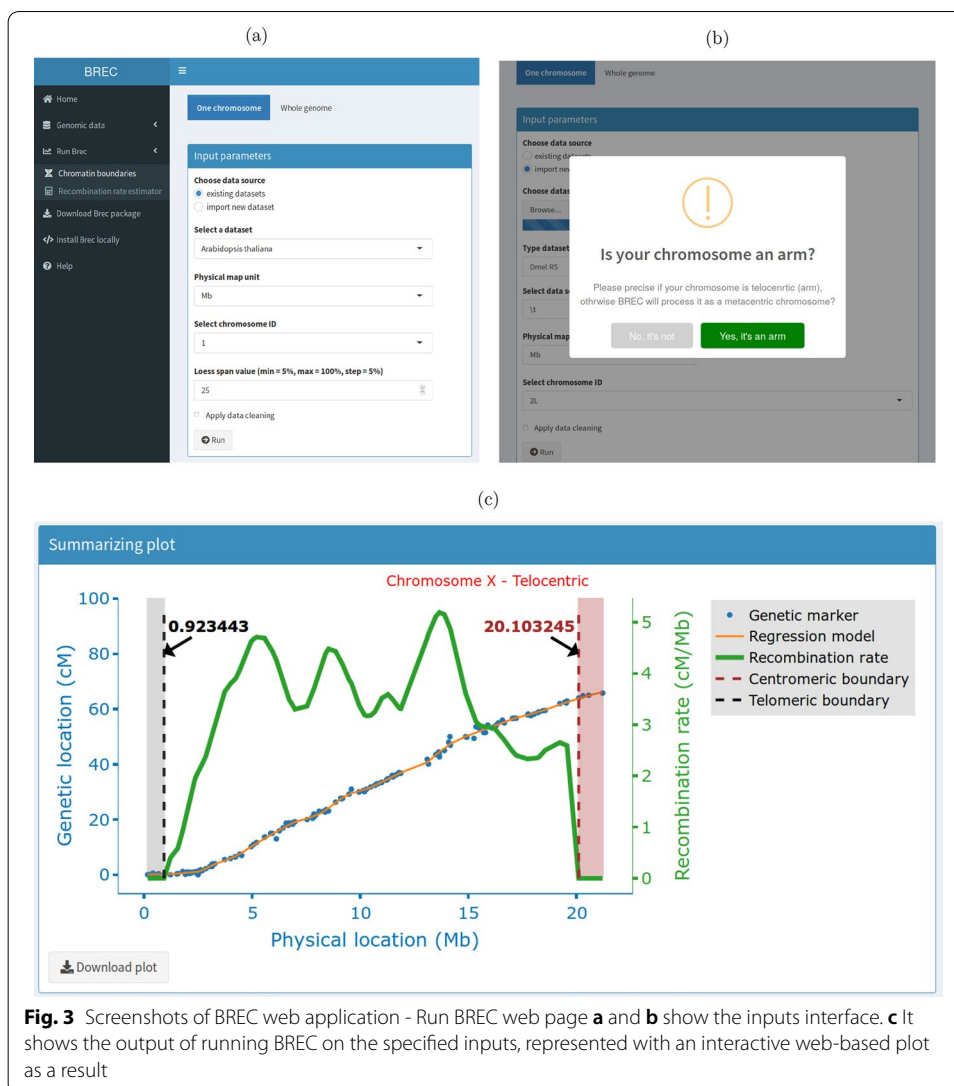 (a)
BREC
Home
Genomic data
Run Brec
Chromatin boundaries
Recombination rate estimator
Download Brec package
Install Brec locally
Help
One chromosome Whole genome
Input parameters
Choose data source
existing datasets
import new dataset
Select a dataset
Arabidopsis thaliana
Physical map unit
Mb
Select chromosome ID
1
Loess span value (min = 5%, max = 100%, step = 5%)
25
Apply data cleaning
Run
(b)
One chromosome Whole genome
Input parameters
Choose data source
existing
import
Browse...
Type dataset
Dmel R5
Select data
\t
Physical map
Mb
Select chromosome ID
2L
Apply data cleaning
Run
Is your chromosome an arm?
Please precise if your chromosome is telocenrtic (arm),
othrwise BREC will process it as a metacentric chromosome?
No, it's not Yes, it's an arm
(c)
Summarizing plot
Chromosome X - Telocentric
Genetic location (cM)
100
80
60
40
20
0
0.923443
20.103245
Recombination rate (cM/Mb)
5
4
3
2
1
0
0 5 10 15 20
Physical location (Mb)
Genetic marker
Regression model
Recombination rate
Centromeric boundary
Telomeric boundary
Download plot
Fig. 3 Screenshots of BREC web application - Run BREC web page a and b show the inputs interface. c It
shows the output of running BREC on the specified inputs, represented with an interactive web-based plot
as a result